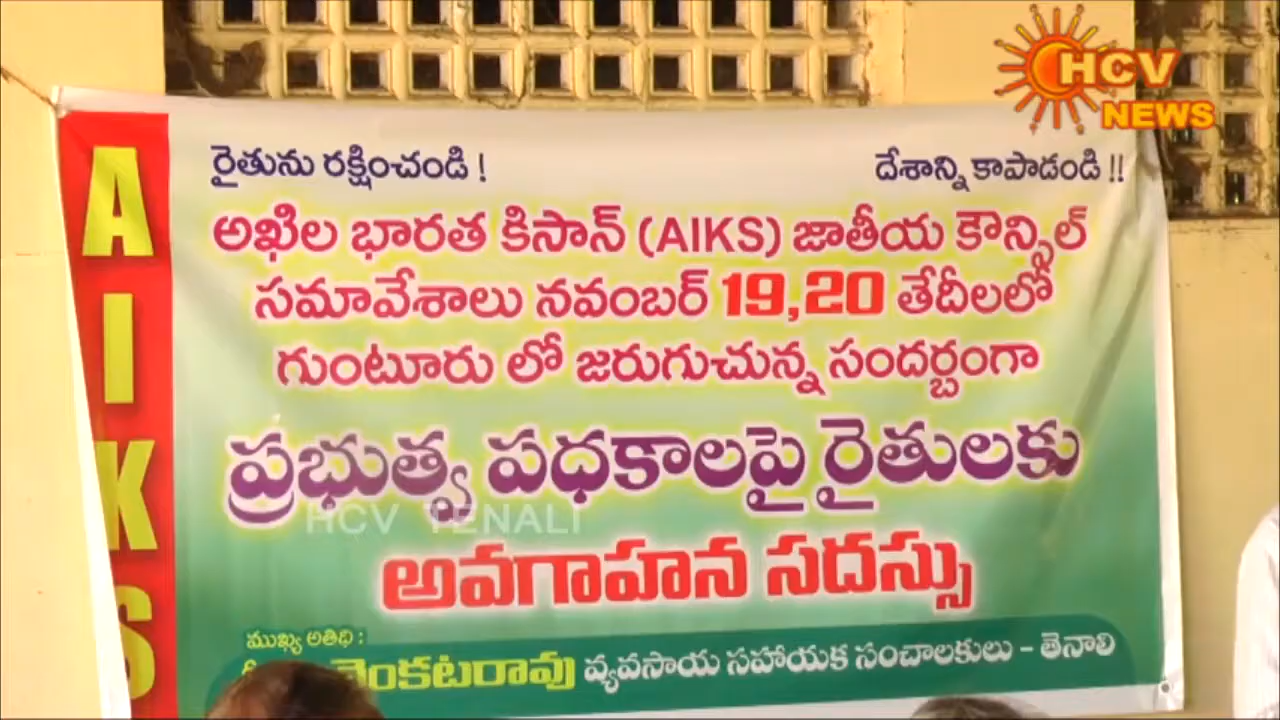 HCV
NEWS
AIKS
రైతును రక్షించండి ! దేశాన్ని కాపాడండి !!
అఖిల భారత కిసాన్ (AIKS) జాతీయ కౌన్సిల్
సమావేశాలు నవంబర్ 19,20 తేదీలలో
గుంటూరు లో జరుగుచున్న సందర్భంగా
ప్రభుత్వ పధకాలపై రైతులకు
HCV TENALI
అవగాహన సదస్సు
ముఖ్య అతిధి :
వెంకటరావు వ్యవసాయ సహాయక సంచాలకులు - తెనాలి